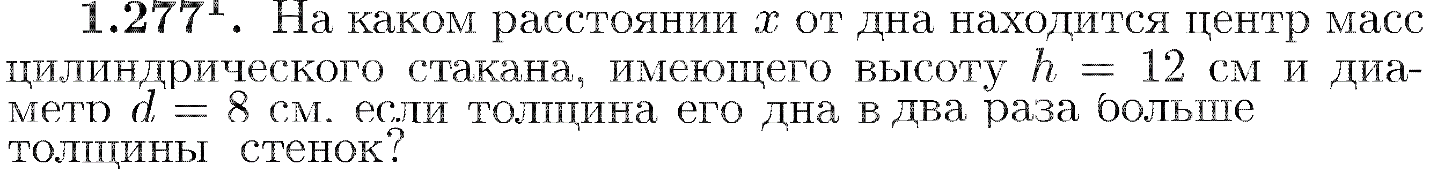 1.277¹. На каком расстоянии x от дна находится центр масс
цилиндрического стакана, имеющего высоту h = 12 см и диа-
метр d = 8 см, если толщина его дна в два раза больше
толщины стенок?